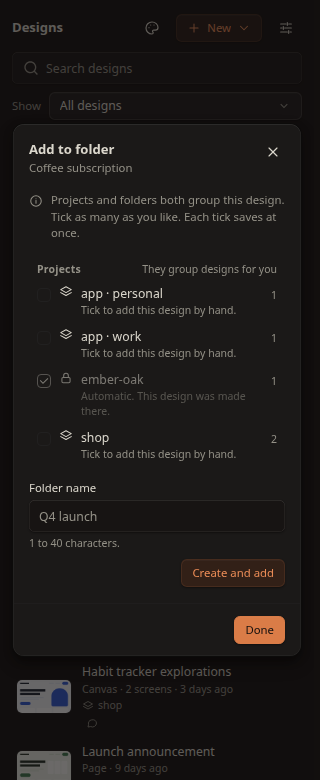 Designs
New
Search designs
Show
All designs
Add to folder
Coffee subscription
Projects and folders both group this design.
Tick as many as you like. Each tick saves at
once.
Projects
They group designs for you
app · personal
1
Tick to add this design by hand.
app · work
1
Tick to add this design by hand.
ember-oak
1
Automatic. This design was made
there.
shop
2
Tick to add this design by hand.
Folder name
Q4 launch
1 to 40 characters.
Create and add
Done
Habit tracker explorations
Canvas · 2 screens · 3 days ago
shop
Launch announcement
Page · 9 days ago